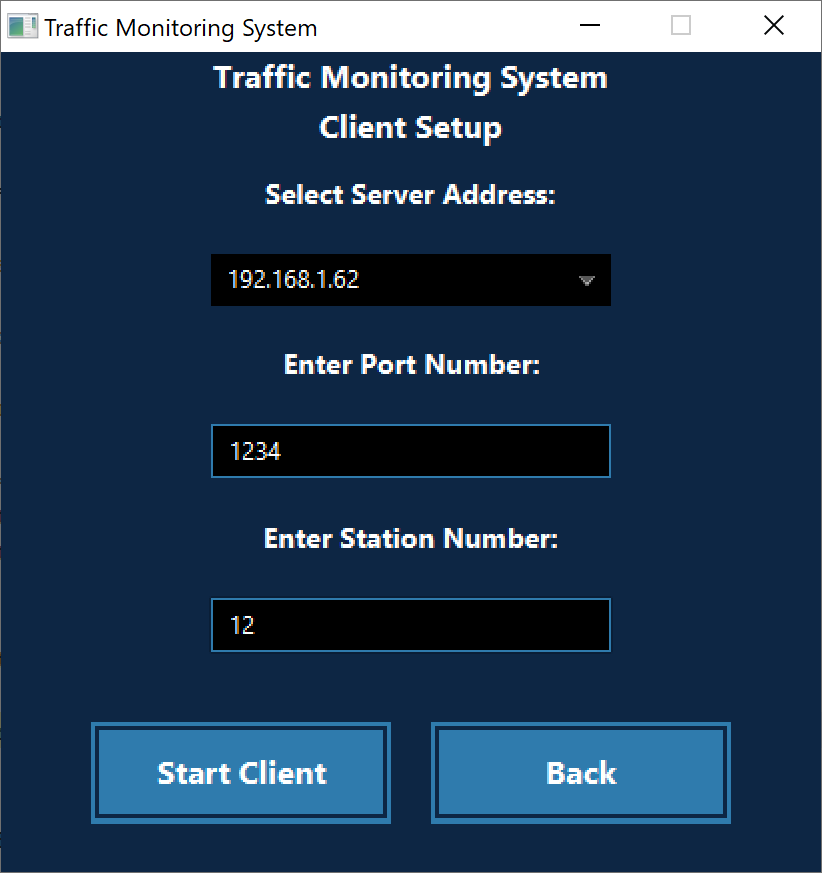 Traffic Monitoring System
Traffic Monitoring System
Client Setup
Select Server Address:
192.168.1.62
Enter Port Number:
1234
Enter Station Number:
12
Start Client
Back